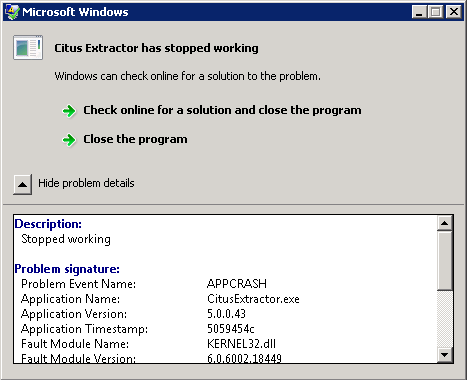 Microsoft Windows
Citus Extractor has stopped working
Windows can check online for a solution to the problem.
Check online for a solution and close the program
Close the program
Hide problem details
Description:
Stopped working
Problem signature:
Problem Event Name: APPCRASH
Application Name: CitusExtractor.exe
Application Version: 5.0.0.43
Application Timestamp: 5059454c
Fault Module Name: KERNEL32.dll
Fault Module Version: 6.0.6002.18449